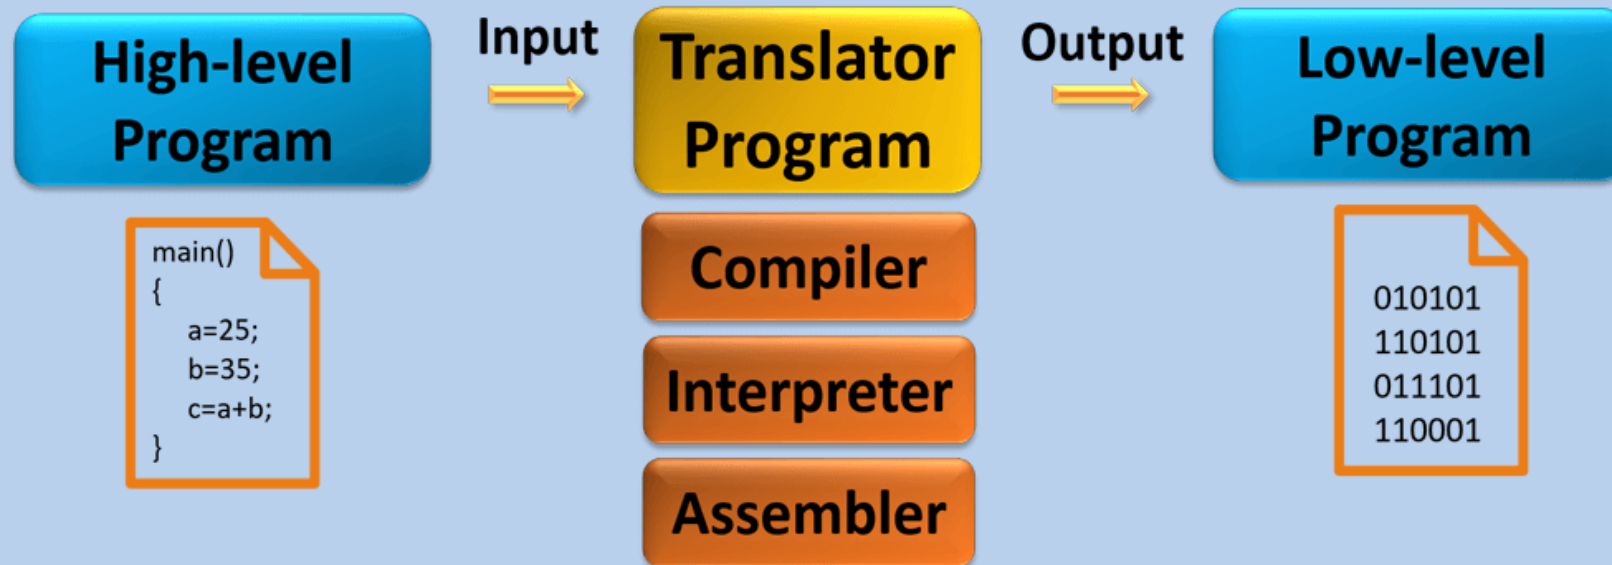 High-level
Program
Input
Translator
Program
Output
Low-level
Program
main()
{
a=25;
b=35;
c=a+b;
}
Compiler
Interpreter
Assembler
010101
110101
011101
110001